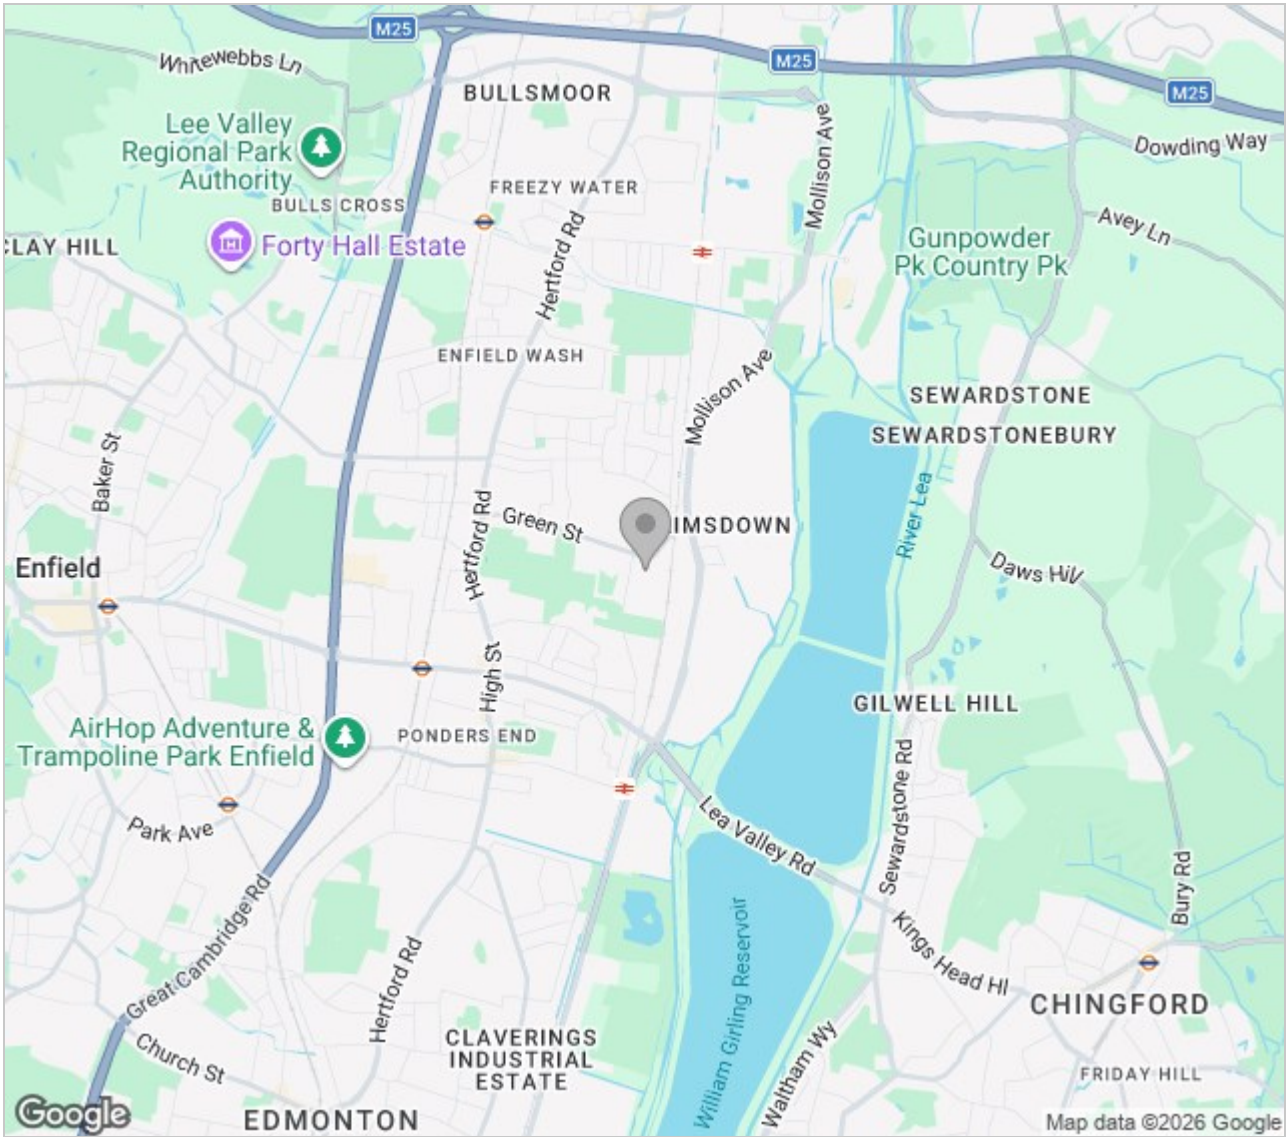 M25
M25
M25
Whitewebbs Ln
BULLSMOOR
Lee Valley
Regional Park
Authority
Mollison Ave
Dowding Way
FREEZY WATER
BULLS CROSS
Avey Ln
Forty Hall Estate
CLAY HILL
Hertford Rd
Gunpowder
Pk Country Pk
ENFIELD WASH
Mollison Ave
SEWARDSTONE
SEWARDSTONEBURY
Baker St
Hertford Rd
Green St
IMSDOWN
River Lea
Enfield
Daws Hil
High St
GILWELL HILL
AirHop Adventure &
Trampoline Park Enfield
PONDERS END
Park Ave
Lea Valley Rd
Sewardstone Rd
Bury Rd
Great Cambridge Rd
Hertford Rd
William Girling Reservoir
Kings Head Hl
CHINGFORD
CLAVERINGS
INDUSTRIAL
ESTATE
Church St
Waltham Wy
FRIDAY HILL
EDMONTON
Google
Map data ©2026 Google